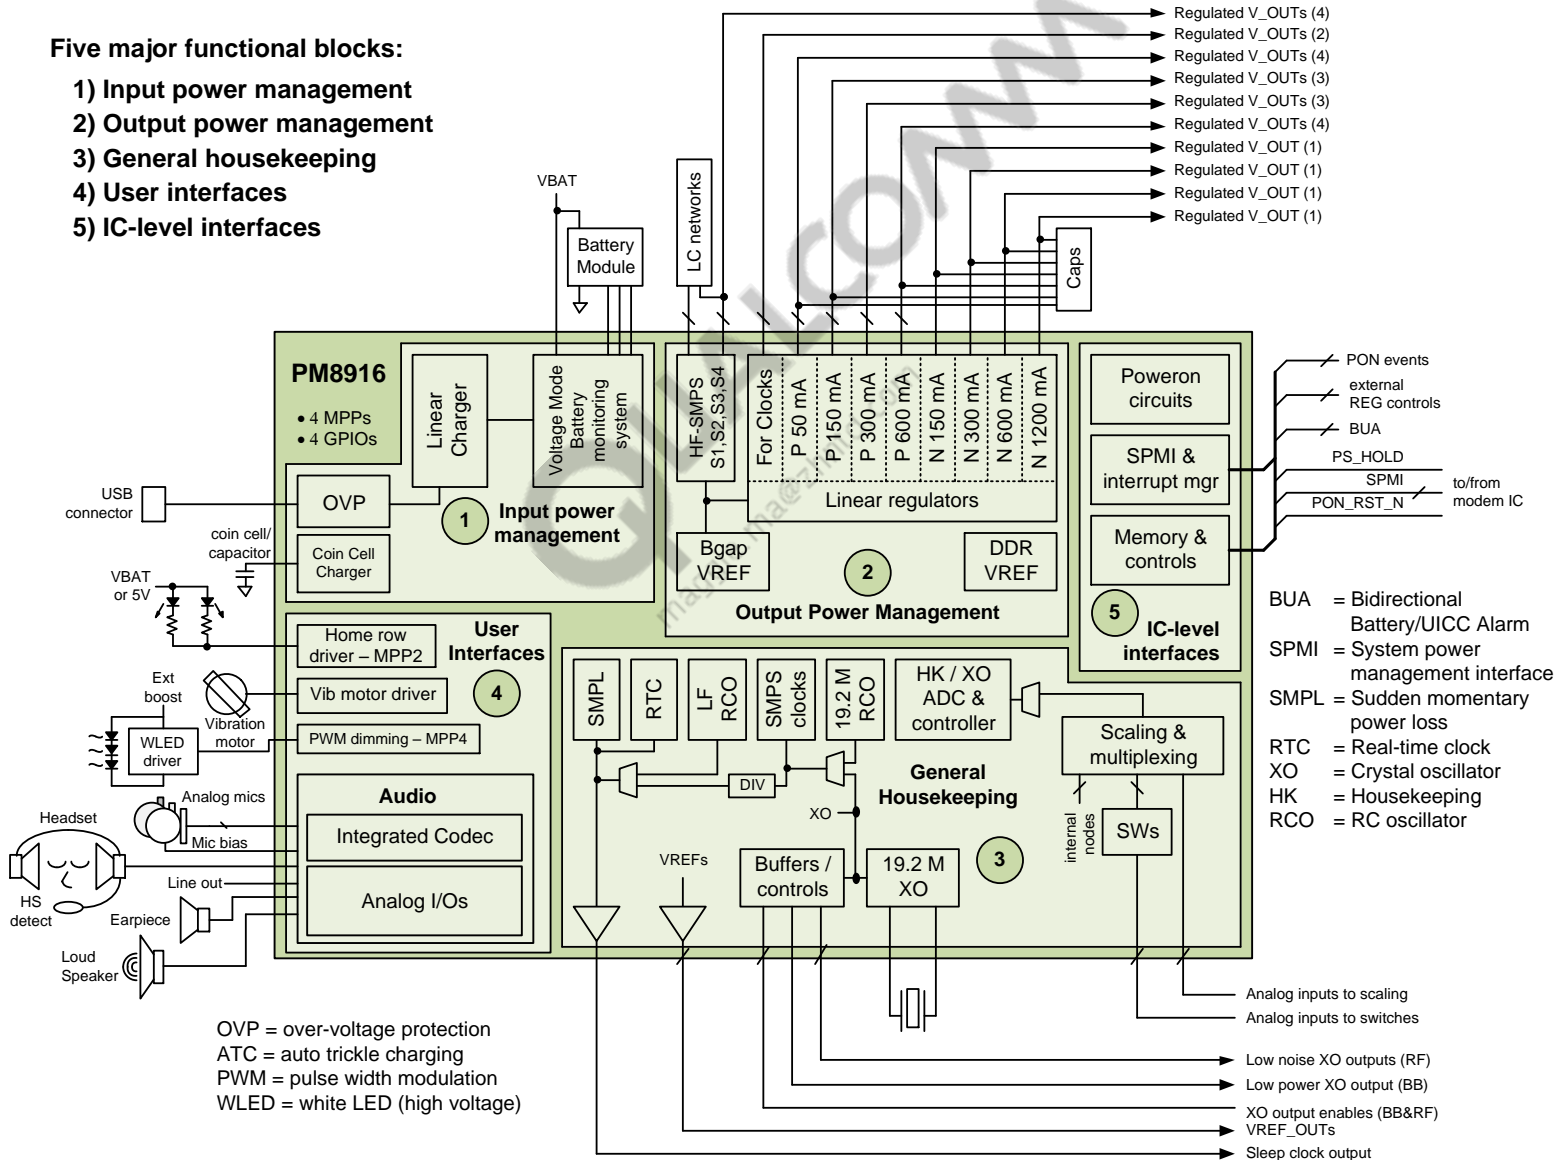 Five major functional blocks:
1) Input power management
2) Output power management
3) General housekeeping
4) User interfaces
5) IC-level interfaces
Regulated V_OUTs (4)
Regulated V_OUTs (2)
Regulated V_OUTs (4)
Regulated V_OUTs (3)
Regulated V_OUTs (3)
Regulated V_OUTs (4)
Regulated V_OUT (1)
Regulated V_OUT (1)
Regulated V_OUT (1)
Regulated V_OUT (1)
QUALCOMM
VBAT
Battery
Module
LC networks
Caps
PM8916
• 4 MPPs
• 4 GPIOs
Linear
Charger
Voltage Mode
Battery
monitoring
system
OVP
Coin Cell
Charger
1
Input power
management
USB
connector
coin cell/
capacitor
HF-SMPS
S1,S2,S3,S4
For Clocks
P 50 mA
P 150 mA
P 300 mA
P 600 mA
N 150 mA
N 300 mA
N 600 mA
N 1200 mA
Linear regulators
Bgap
VREF
DDR
VREF
2
Output Power Management
Poweron
circuits
SPMI &
interrupt mgr
Memory &
controls
5
IC-level
interfaces
PON events
external
REG controls
BUA
PS_HOLD
SPMI
PON_RST_N
to/from
modem IC
BUA = Bidirectional
Battery/UICC Alarm
SPMI = System power
management interface
SMPL = Sudden momentary
power loss
RTC = Real-time clock
XO = Crystal oscillator
HK = Housekeeping
RCO = RC oscillator
VBAT
or 5V
Home row
driver – MPP2
User
Interfaces
4
Vib motor driver
PWM dimming – MPP4
Ext
boost
Vibration
motor
WLED
driver
Audio
Integrated Codec
Analog I/Os
Analog mics
Mic bias
Headset
HS
detect
Line out
Earpiece
Loud
Speaker
SMPL
RTC
LF
RCO
SMPS
clocks
19.2 M
RCO
HK / XO
ADC &
controller
Scaling &
multiplexing
DIV
General
Housekeeping
XO
internal
nodes
SWs
VREFs
Buffers /
controls
19.2 M
XO
3
Analog inputs to scaling
Analog inputs to switches
Low noise XO outputs (RF)
Low power XO output (BB)
XO output enables (BB&RF)
VREF_OUTs
Sleep clock output
OVP = over-voltage protection
ATC = auto trickle charging
PWM = pulse width modulation
WLED = white LED (high voltage)